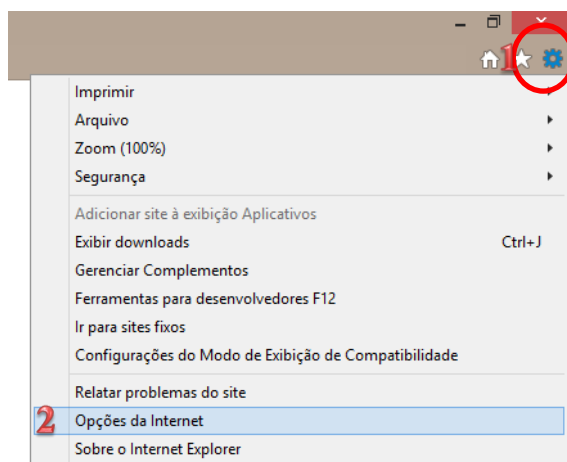 1
Imprimir
Arquivo
Zoom (100%)
Segurança
Adicionar site à exibição Aplicativos
Exibir downloads Ctrl+J
Gerenciar Complementos
Ferramentas para desenvolvedores F12
Ir para sites fixos
Configurações do Modo de Exibição de Compatibilidade
Relatar problemas do site
2 Opções da Internet
Sobre o Internet Explorer